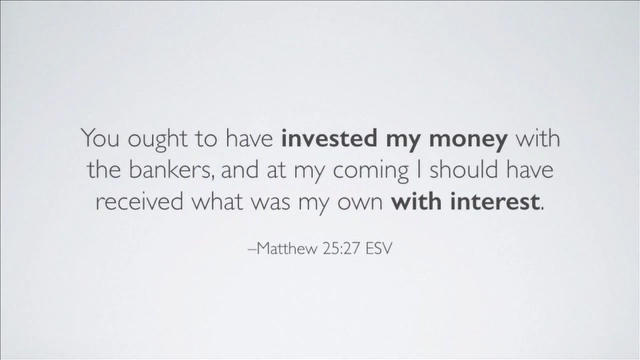 You ought to have invested my money with
the bankers, and at my coming I should have
received what was my own with interest.
–Matthew 25:27 ESV